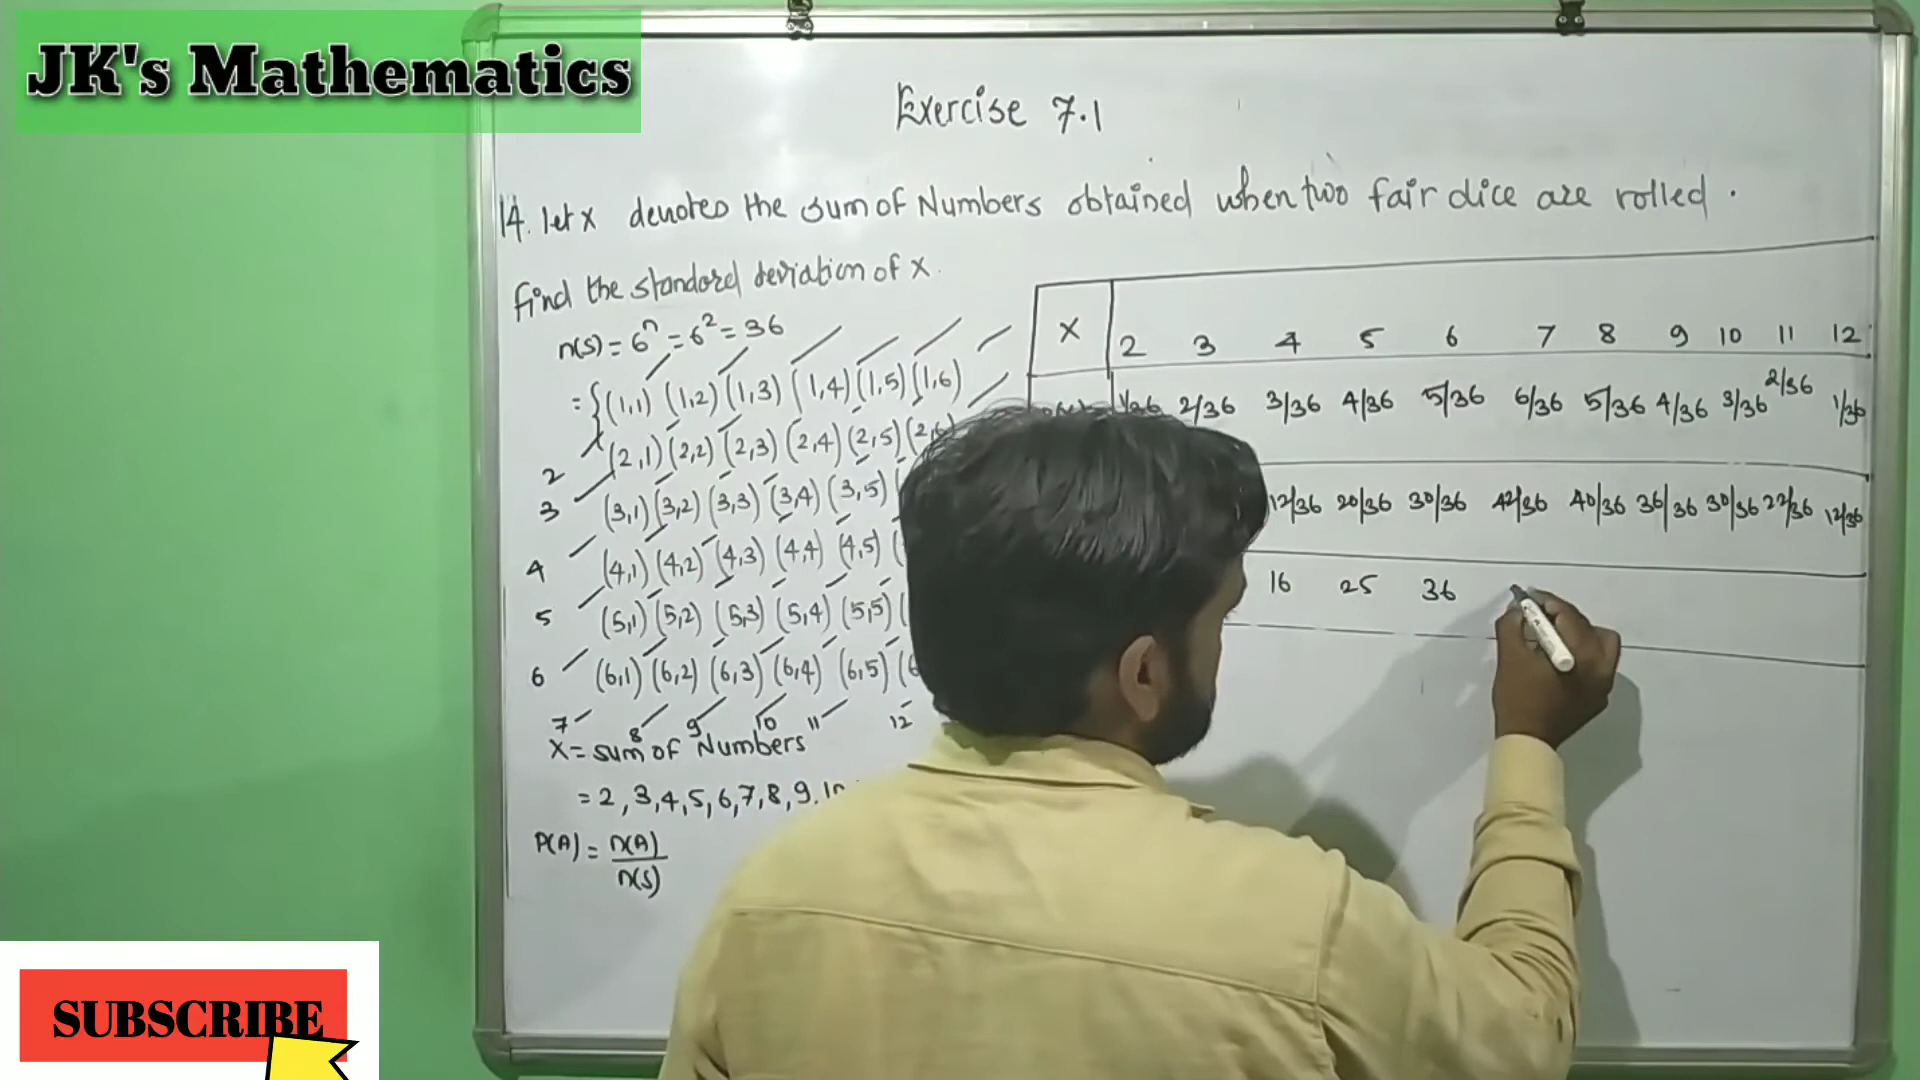 JK's Mathematics
Exercise 7.1
14. let x denotes the sum of Numbers obtained when two fair dice are rolled.
find the standard deviation of x.
n(s) = 6ⁿ = 6² = 36
= {(1,1) (1,2) (1,3) (1,4) (1,5) (1,6)
(2,1) (2,2) (2,3) (2,4) (2,5) (2,6)
2
(3,1) (3,2) (3,3) (3,4) (3,5)
3
(4,1) (4,2) (4,3) (4,4) (4,5)
4
(5,1) (5,2) (5,3) (5,4) (5,5)
5
(6,1) (6,2) (6,3) (6,4) (6,5)
6
7 8 9 10 11 12
X = sum of Numbers
= 2, 3, 4, 5, 6, 7, 8, 9, 10
P(A) = n(A)
n(s)
X 2 3 4 5 6 7 8 9 10 11 12
1/36 2/36 3/36 4/36 5/36 6/36 5/36 4/36 3/36 2/36 1/36
12/36 20/36 30/36 42/36 40/36 36/36 30/36 22/36 12/36
16 25 36
SUBSCRIBE